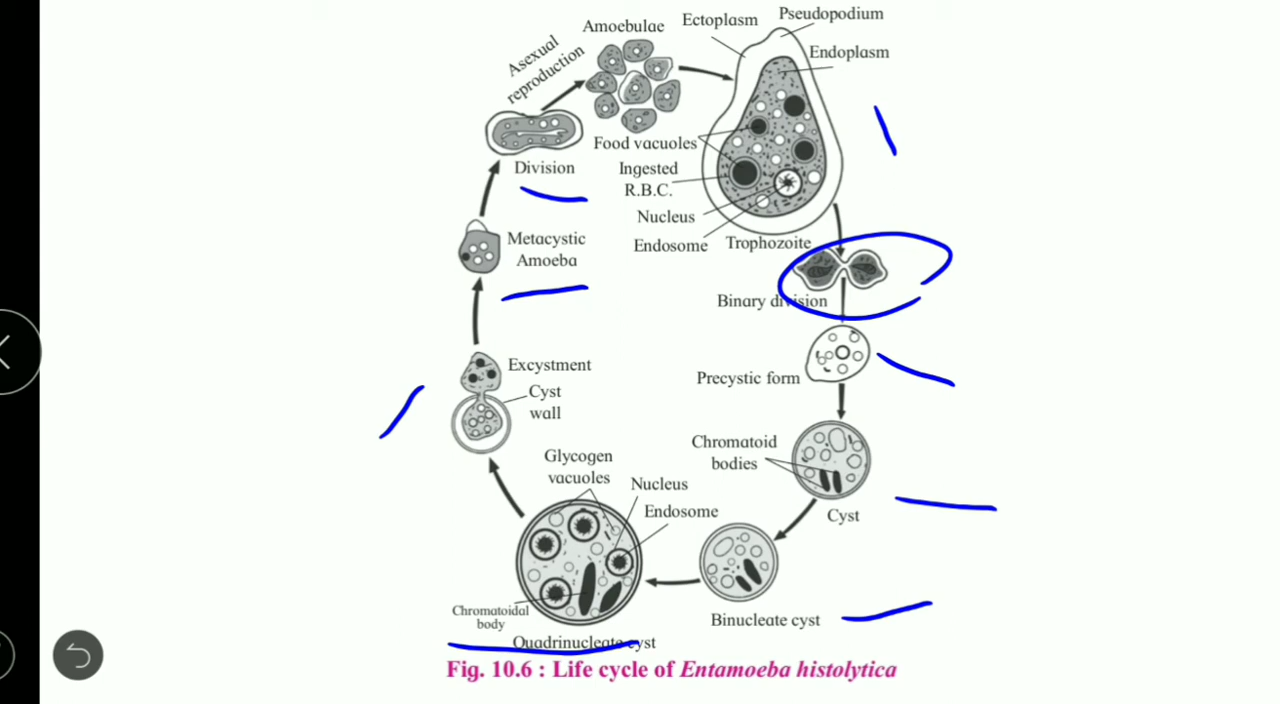 Asexual
reproduction
Amoebulae
Ectoplasm
Pseudopodium
Endoplasm
Food vacuoles
Ingested
R.B.C.
Nucleus
Endosome
Trophozoite
Division
Metacystic
Amoeba
Binary division
Precystic form
Excystment
Cyst
wall
Chromatoid
bodies
Cyst
Glycogen
vacuoles
Nucleus
Endosome
Chromatoidal
body
Binucleate cyst
Quadrinucleate cyst
Fig. 10.6 : Life cycle of Entamoeba histolytica